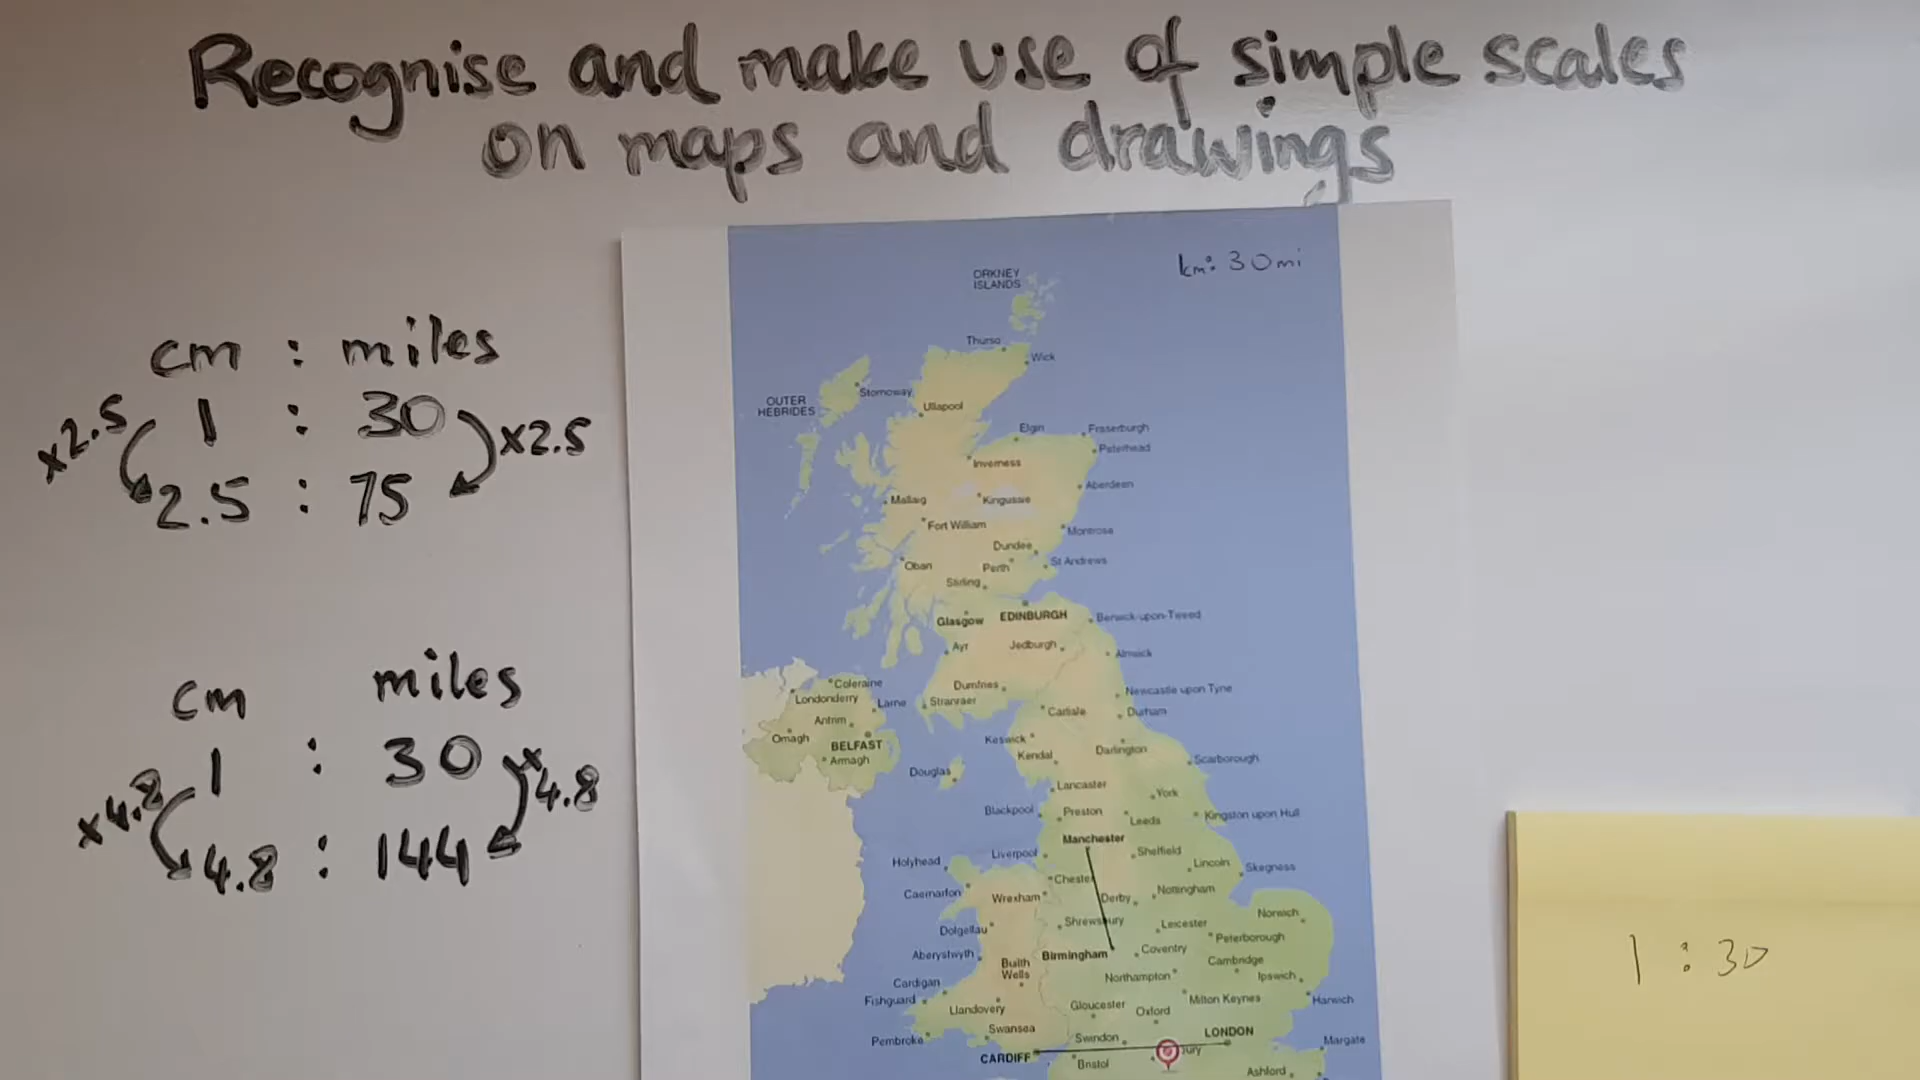 Recognise and make use of simple scales
on maps and drawings
cm : miles
1 : 30
x2.5
x2.5
2.5 : 75
cm miles
1 : 30
x4.8
x4.8
4.8 : 144
km: 30mi
ORKNEY
ISLANDS
Thurso
Wick
OUTER
HEBRIDES
Stornoway
Ullapool
Elgin
Fraserburgh
Peterhead
Inverness
Aberdeen
Mallaig
Kingussie
Fort William
Montrose
Dundee
Oban
Perth
St Andrews
Stirling
Glasgow
EDINBURGH
Berwick-upon-Tweed
Ayr
Jedburgh
Alnwick
Coleraine
Londonderry
Larne
Stranraer
Dumfries
Newcastle upon Tyne
Antrim
Carlisle
Durham
Omagh
BELFAST
Keswick
Darlington
Armagh
Kendal
Scarborough
Douglas
Lancaster
York
Blackpool
Preston
Leeds
Kingston upon Hull
Manchester
Holyhead
Liverpool
Sheffield
Lincoln
Skegness
Chester
Caernarfon
Wrexham
Derby
Nottingham
Norwich
Dolgellau
Shrewsbury
Leicester
Peterborough
Aberystwyth
Birmingham
Coventry
Cambridge
Builth
Wells
Northampton
Ipswich
Cardigan
Fishguard
Llandovery
Gloucester
Oxford
Milton Keynes
Harwich
Pembroke
Swansea
Swindon
LONDON
Margate
CARDIFF
Bristol
Ashford
1 : 30